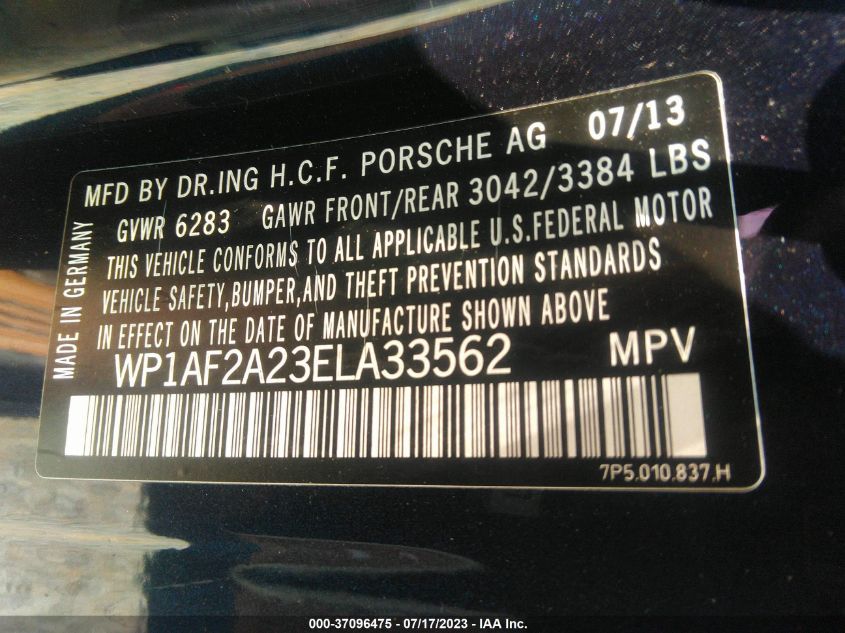 MFD BY DR.ING H.C.F. PORSCHE AG 07/13
GVWR 6283 GAWR FRONT/REAR 3042/3384 LBS
THIS VEHICLE CONFORMS TO ALL APPLICABLE U.S.FEDERAL MOTOR
VEHICLE SAFETY,BUMPER,AND THEFT PREVENTION STANDARDS
IN EFFECT ON THE DATE OF MANUFACTURE SHOWN ABOVE
MADE IN GERMANY
WP1AF2A23ELA33562 MPV
7P5.010.837.H
000-37096475 - 07/17/2023 - IAA Inc.